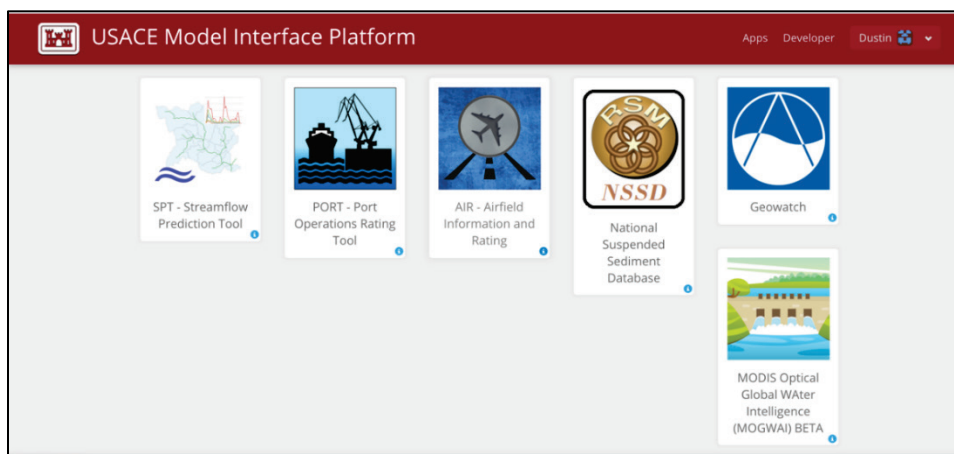 USACE Model Interface Platform
Apps Developer Dustin
SPT - Streamflow
Prediction Tool
PORT - Port
Operations Rating
Tool
AIR - Airfield
Information and
Rating
RSM
NSSD
National
Suspended
Sediment
Database
Geowatch
MODIS Optical
Global WAter
Intelligence
(MOGWAI) BETA